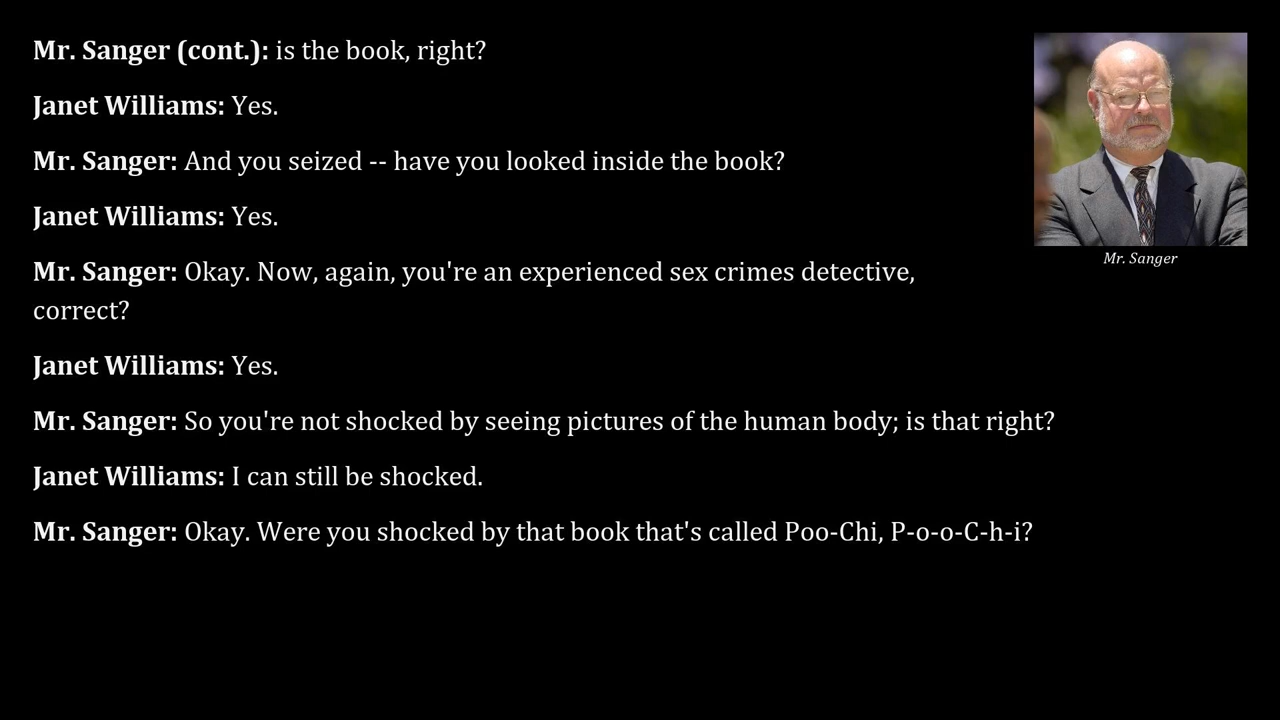 Mr. Sanger (cont.): is the book, right?
Janet Williams: Yes.
Mr. Sanger: And you seized -- have you looked inside the book?
Janet Williams: Yes.
Mr. Sanger: Okay. Now, again, you're an experienced sex crimes detective,
correct?
Janet Williams: Yes.
Mr. Sanger: So you're not shocked by seeing pictures of the human body; is that right?
Janet Williams: I can still be shocked.
Mr. Sanger: Okay. Were you shocked by that book that's called Poo-Chi, P-o-o-C-h-i?
Mr. Sanger